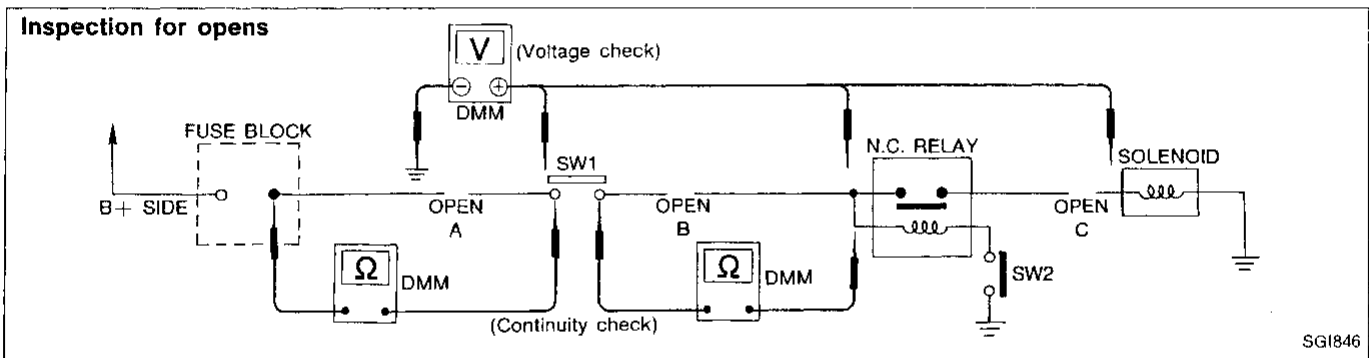 Inspection for opens
V
(Voltage check)
− +
DMM
FUSE BLOCK
N.C. RELAY
SOLENOID
SW1
B+ SIDE
OPEN
A
OPEN
B
OPEN
C
Ω
DMM
Ω
DMM
SW2
(Continuity check)
SGI846